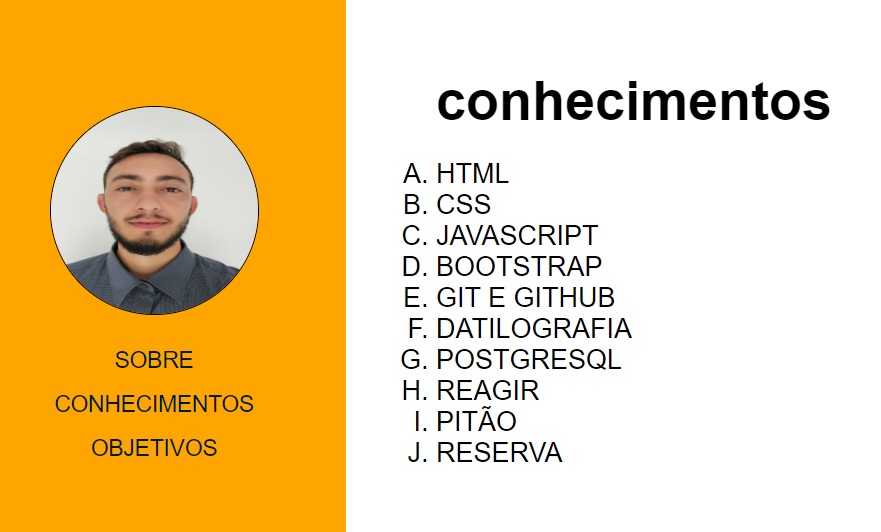 SOBRE
CONHECIMENTOS
OBJETIVOS
conhecimentos
A. HTML
B. CSS
C. JAVASCRIPT
D. BOOTSTRAP
E. GIT E GITHUB
F. DATILOGRAFIA
G. POSTGRESQL
H. REAGIR
I. PITÃO
J. RESERVA